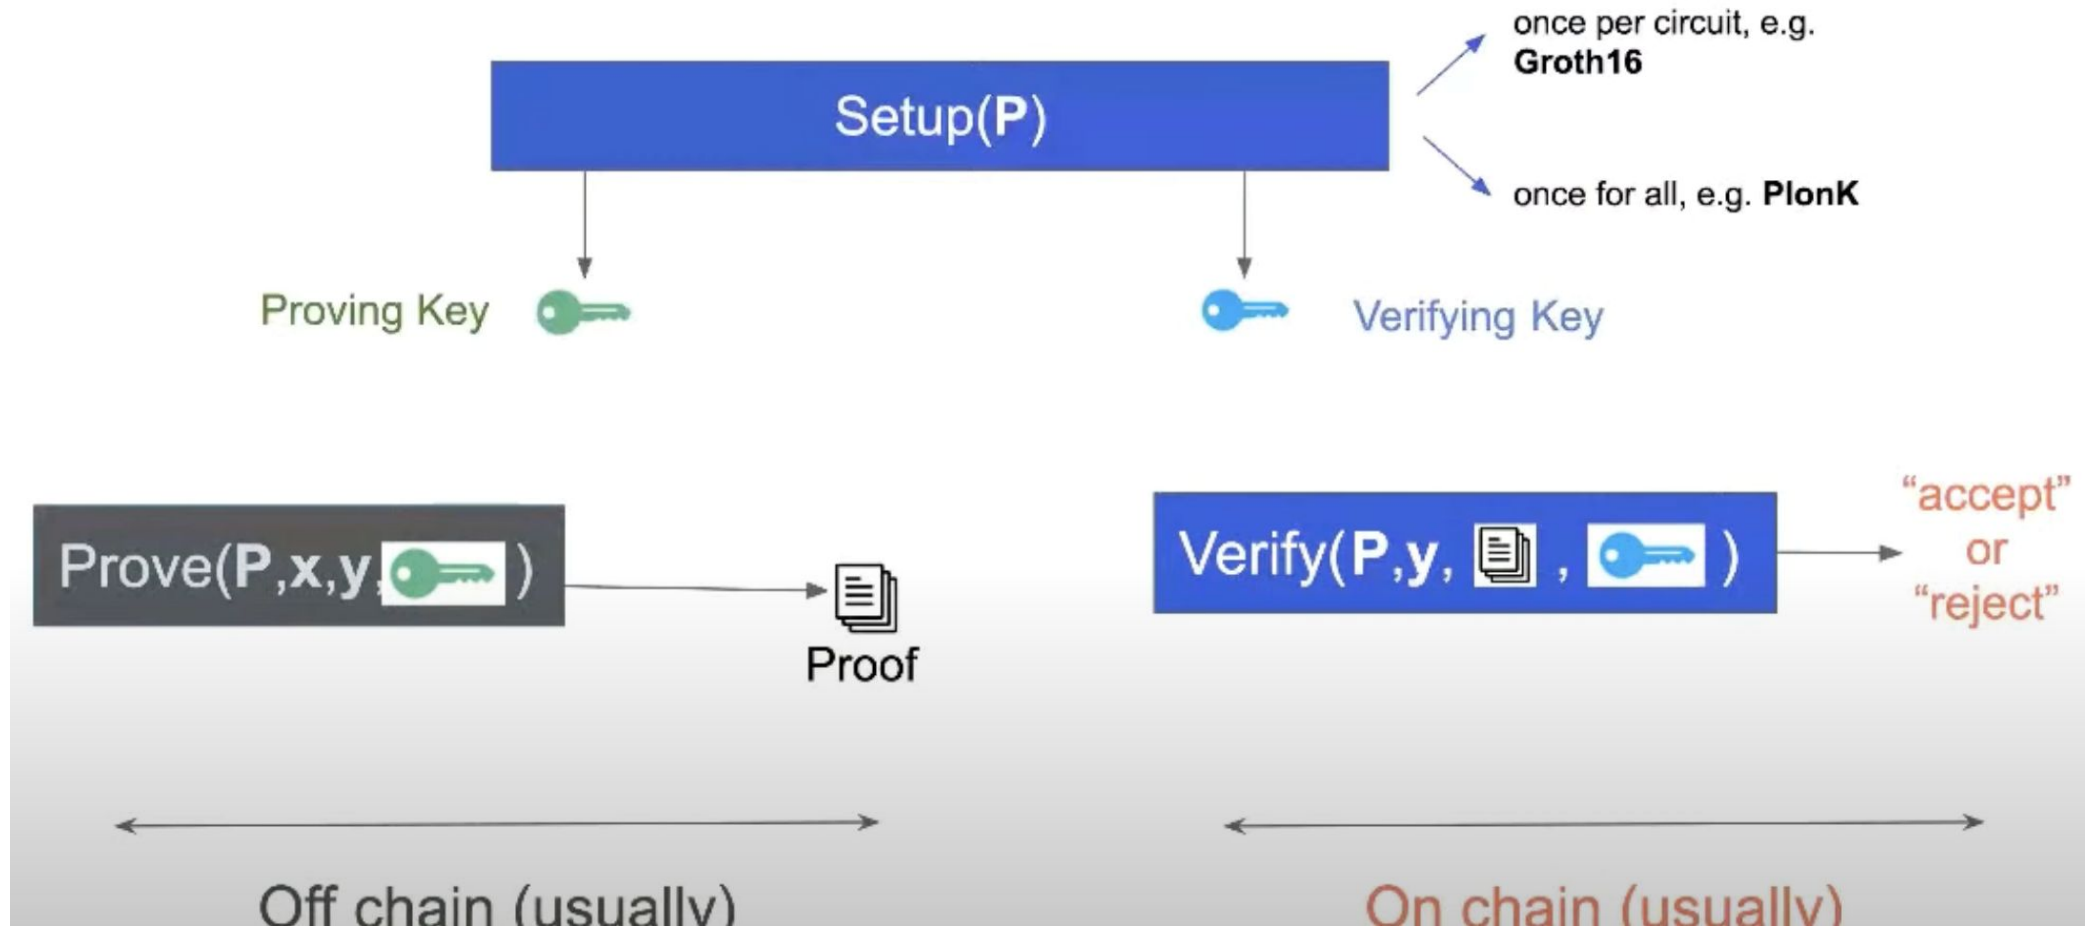 once per circuit, e.g.
Groth16
Setup(P)
once for all, e.g. PlonK
Proving Key
Verifying Key
Prove(P,x,y, )
Proof
Verify(P,y, , )
“accept”
or
“reject”
Off chain (usually)
On chain (usually)